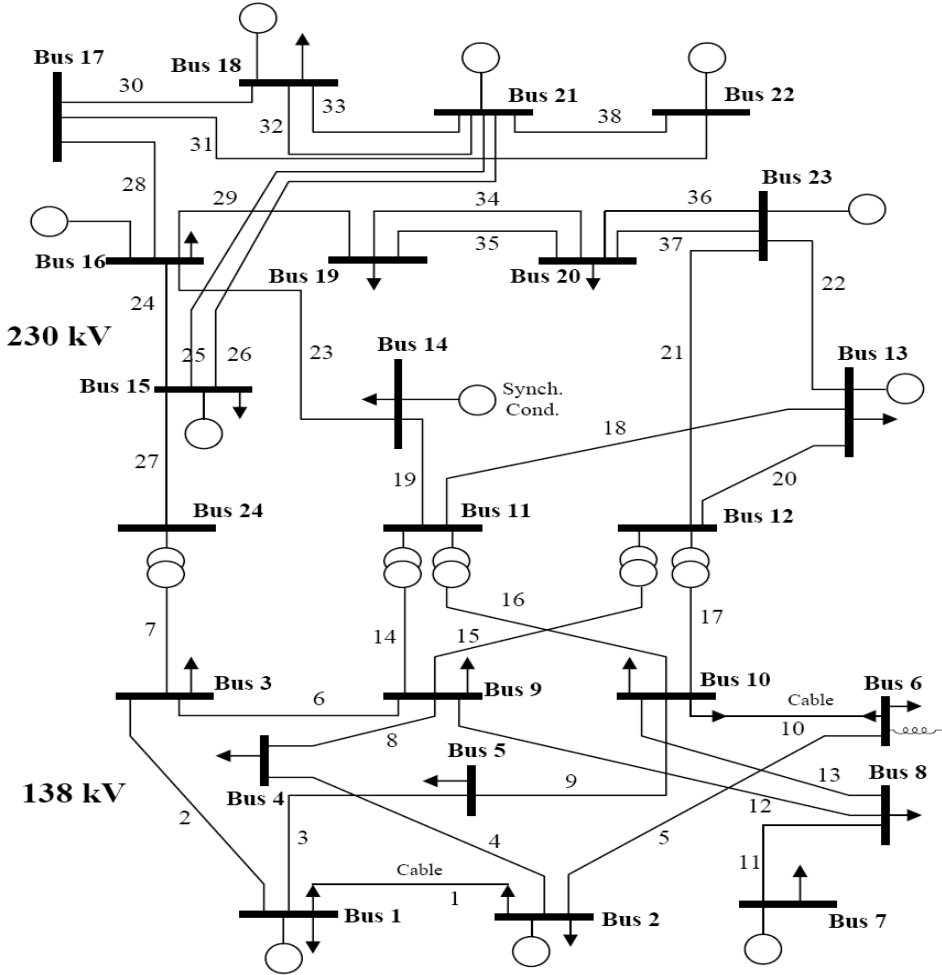 Bus 17
Bus 18
Bus 21
Bus 22
30
33
32
38
31
28
29
34
36
Bus 23
35
37
Bus 16
Bus 19
Bus 20
22
24
230 kV
25
26
23
Bus 14
21
Bus 13
Bus 15
Synch.
Cond.
18
27
19
20
Bus 24
Bus 11
Bus 12
16
7
14
15
17
Bus 3
Bus 9
Bus 10
Bus 6
6
Cable
10
8
Bus 5
Bus 8
138 kV
Bus 4
9
13
12
2
3
4
5
11
Cable
1
Bus 1
Bus 2
Bus 7